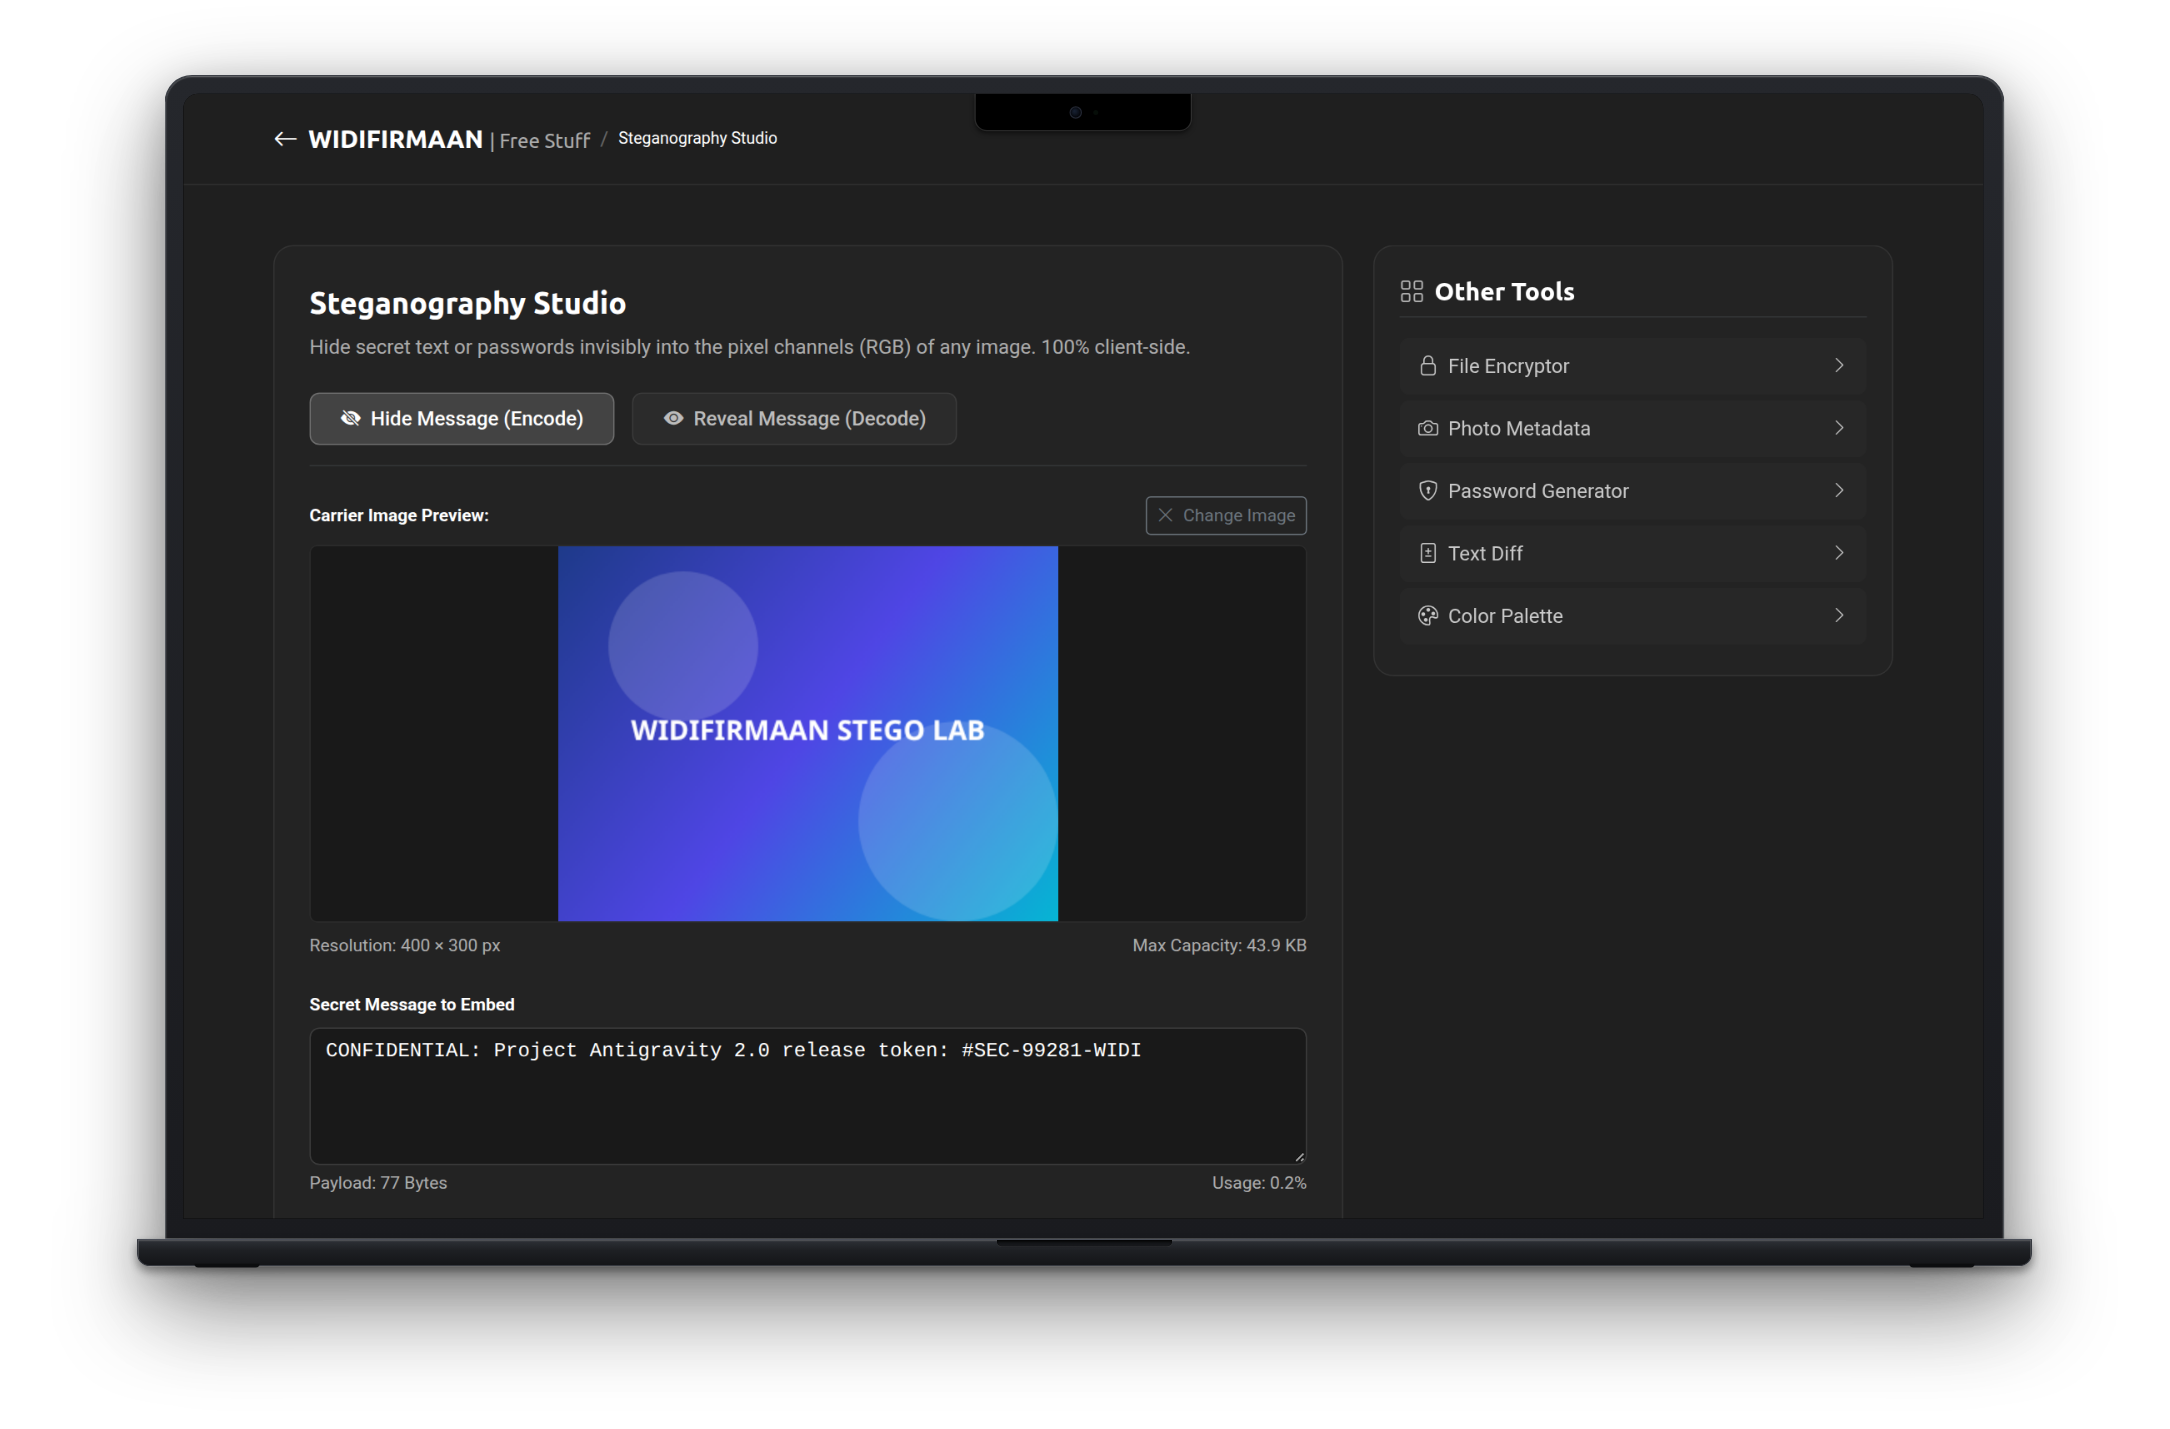 WIDIFIRMAAN | Free Stuff / Steganography Studio
Steganography Studio
Hide secret text or passwords invisibly into the pixel channels (RGB) of any image. 100% client-side.
Hide Message (Encode)
Reveal Message (Decode)
Carrier Image Preview:
Change Image
WIDIFIRMAAN STEGO LAB
Resolution: 400 × 300 px
Max Capacity: 43.9 KB
Secret Message to Embed
CONFIDENTIAL: Project Antigravity 2.0 release token: #SEC-99281-WIDI
Payload: 77 Bytes
Usage: 0.2%
Other Tools
File Encryptor
Photo Metadata
Password Generator
Text Diff
Color Palette